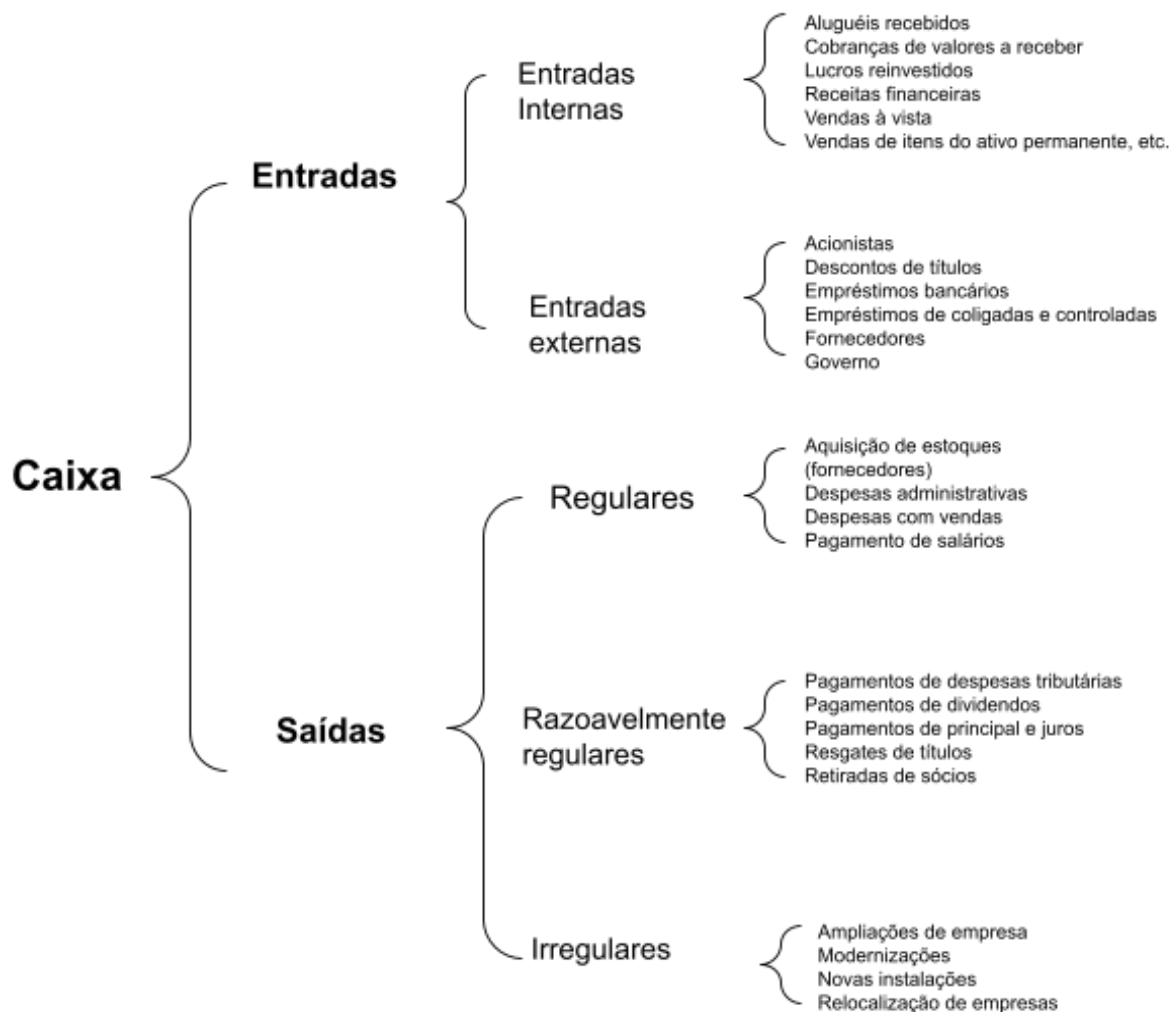 Caixa
Entradas
Entradas
Internas
Aluguéis recebidos
Cobranças de valores a receber
Lucros reinvestidos
Receitas financeiras
Vendas à vista
Vendas de itens do ativo permanente, etc.
Entradas
externas
Acionistas
Descontos de títulos
Empréstimos bancários
Empréstimos de coligadas e controladas
Fornecedores
Governo
Saídas
Regulares
Aquisição de estoques
(fornecedores)
Despesas administrativas
Despesas com vendas
Pagamento de salários
Razoavelmente
regulares
Pagamentos de despesas tributárias
Pagamentos de dividendos
Pagamentos de principal e juros
Resgates de títulos
Retiradas de sócios
Irregulares
Ampliações de empresa
Modernizações
Novas instalações
Relocalização de empresas